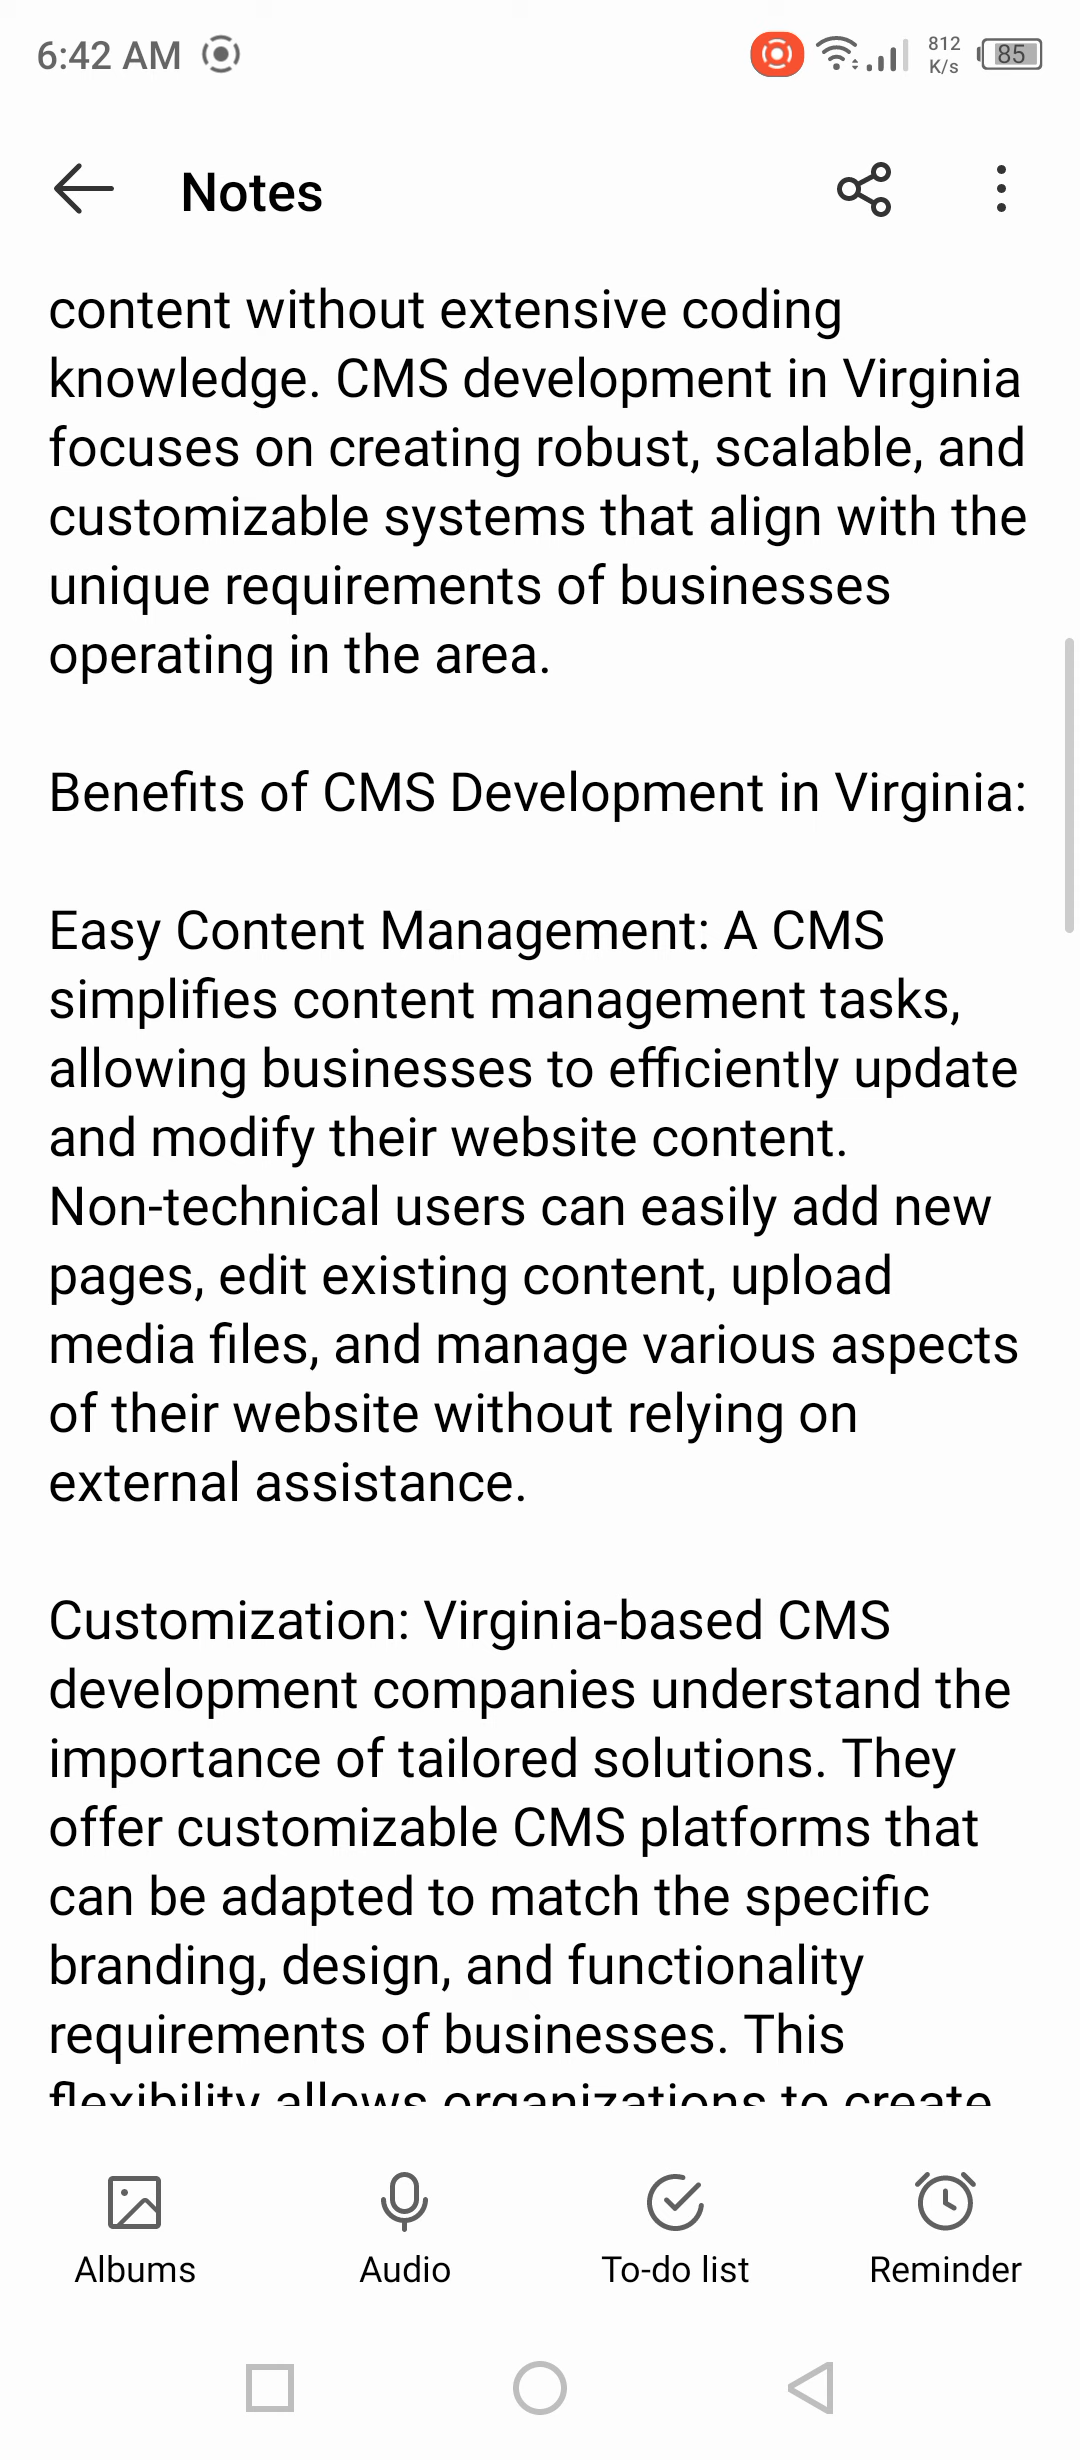 6:42 AM
812
K/s
85
Notes
content without extensive coding
knowledge. CMS development in Virginia
focuses on creating robust, scalable, and
customizable systems that align with the
unique requirements of businesses
operating in the area.
Benefits of CMS Development in Virginia:
Easy Content Management: A CMS
simplifies content management tasks,
allowing businesses to efficiently update
and modify their website content.
Non-technical users can easily add new
pages, edit existing content, upload
media files, and manage various aspects
of their website without relying on
external assistance.
Customization: Virginia-based CMS
development companies understand the
importance of tailored solutions. They
offer customizable CMS platforms that
can be adapted to match the specific
branding, design, and functionality
requirements of businesses. This
flexibility allows organizations to create
Albums
Audio
To-do list
Reminder